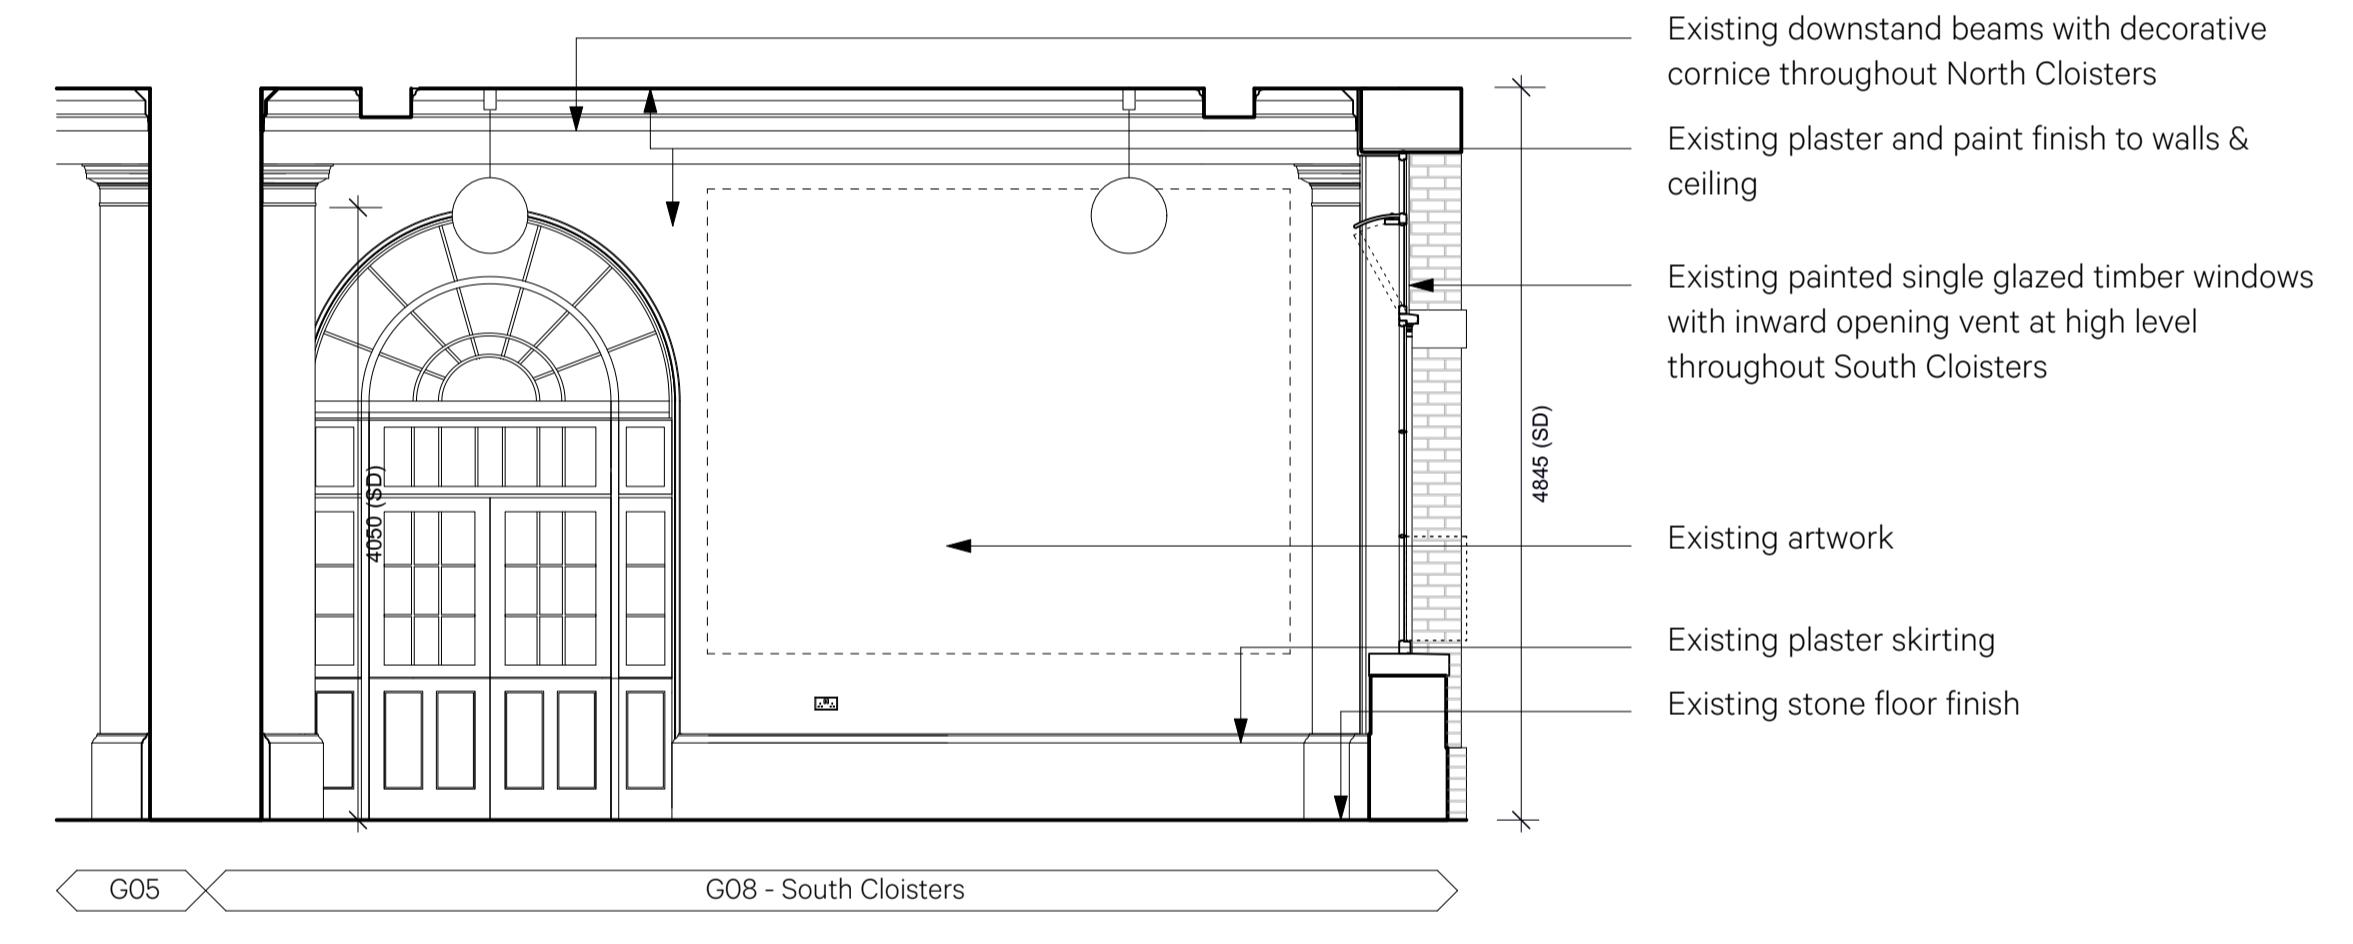 Existing downstand beams with decorative
cornice throughout North Cloisters
Existing plaster and paint finish to walls &
ceiling
Existing painted single glazed timber windows
with inward opening vent at high level
throughout South Cloisters
4845 (SD)
4050 (SD)
Existing artwork
Existing plaster skirting
Existing stone floor finish
G05
G08 - South Cloisters